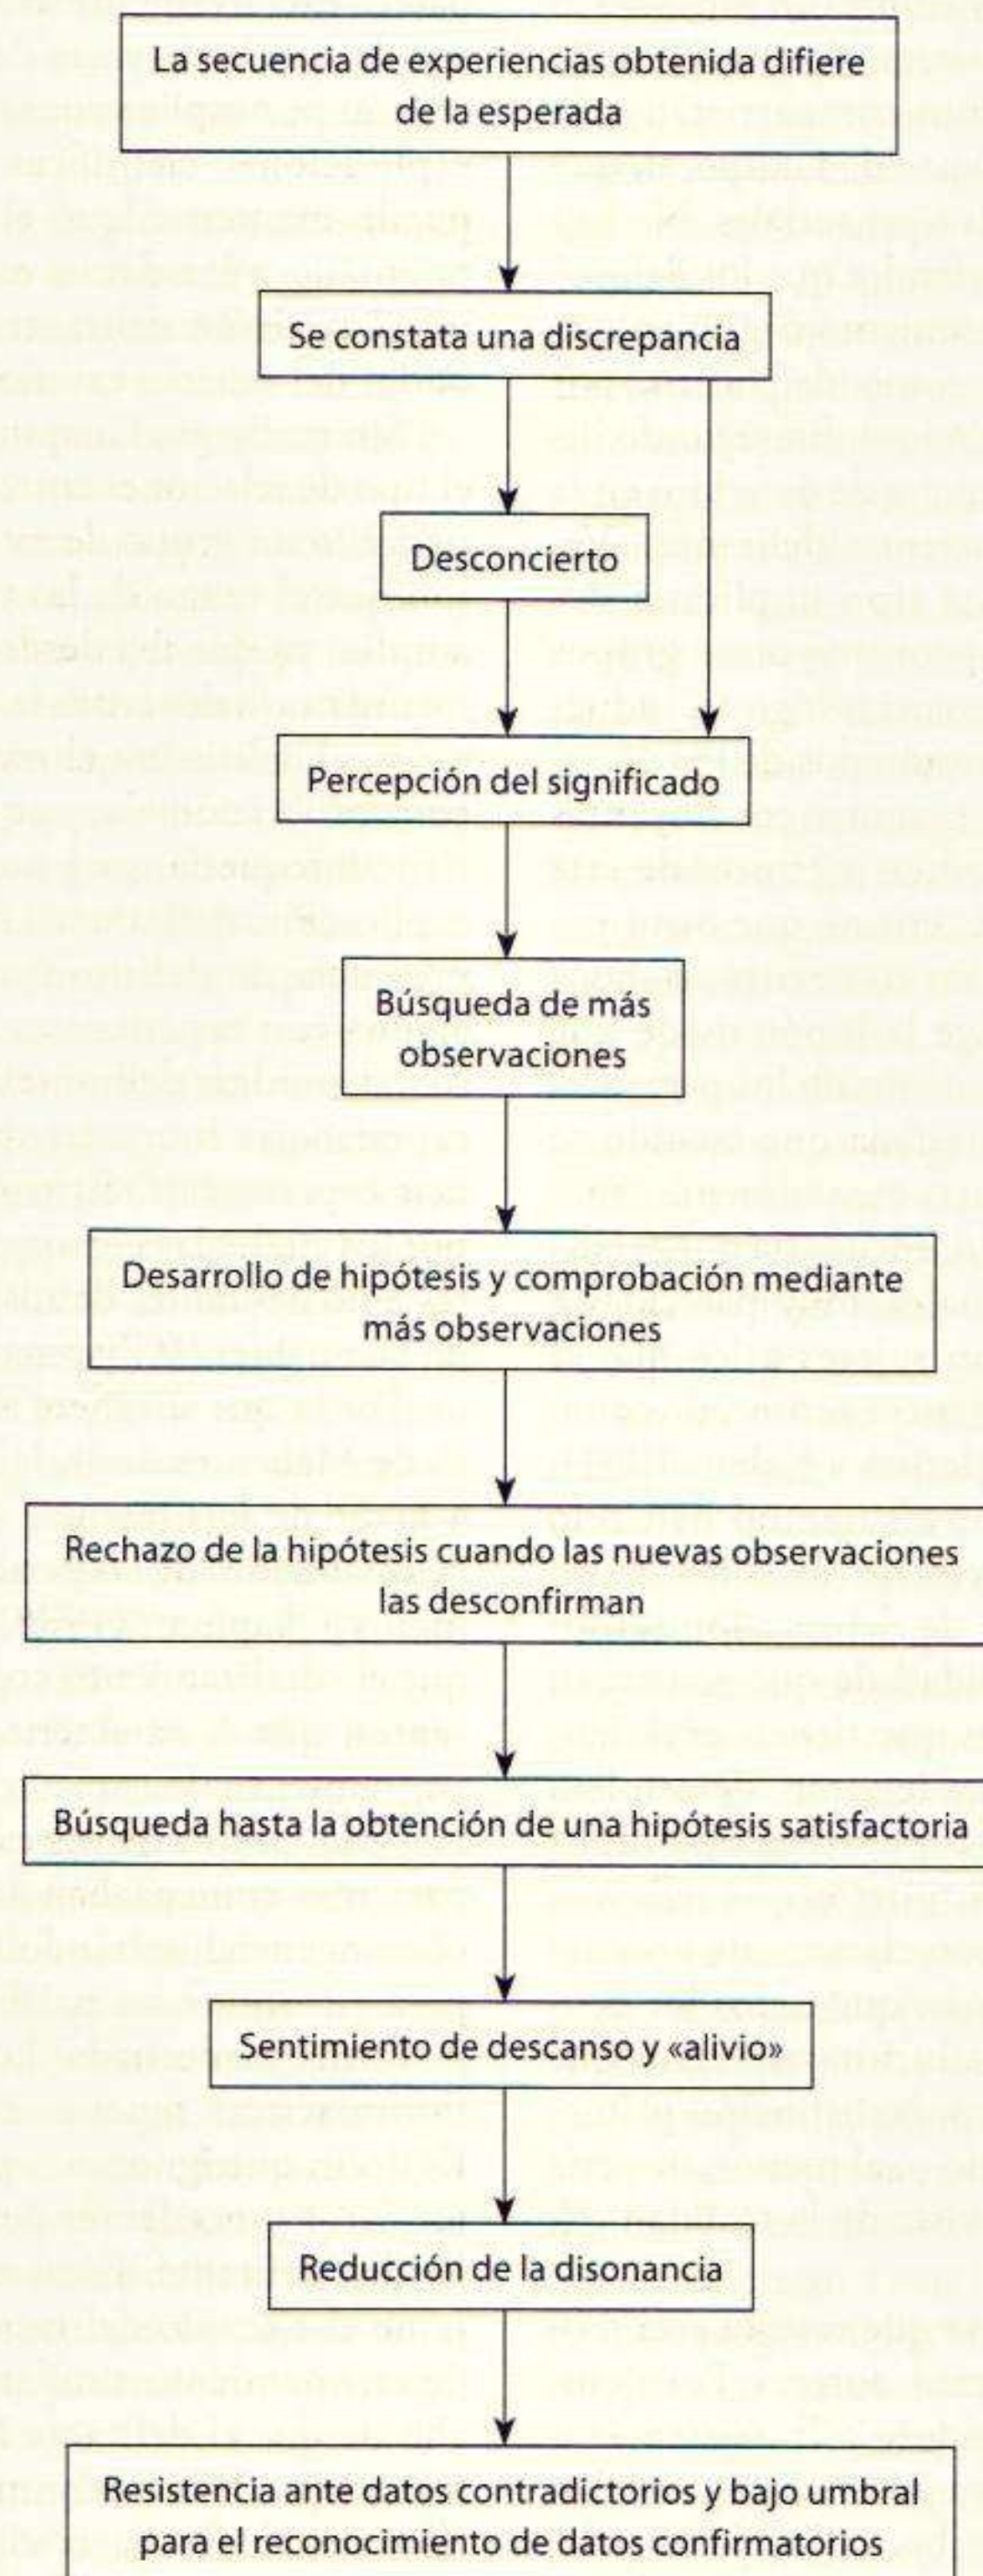 La secuencia de experiencias obtenida difiere
de la esperada
Se constata una discrepancia
Desconcierto
Percepción del significado
Búsqueda de más
observaciones
Desarrollo de hipótesis y comprobación mediante
más observaciones
Rechazo de la hipótesis cuando las nuevas observaciones
las desconfirman
Búsqueda hasta la obtención de una hipótesis satisfactoria
Sentimiento de descanso y «alivio»
Reducción de la disonancia
Resistencia ante datos contradictorios y bajo umbral
para el reconocimiento de datos confirmatorios